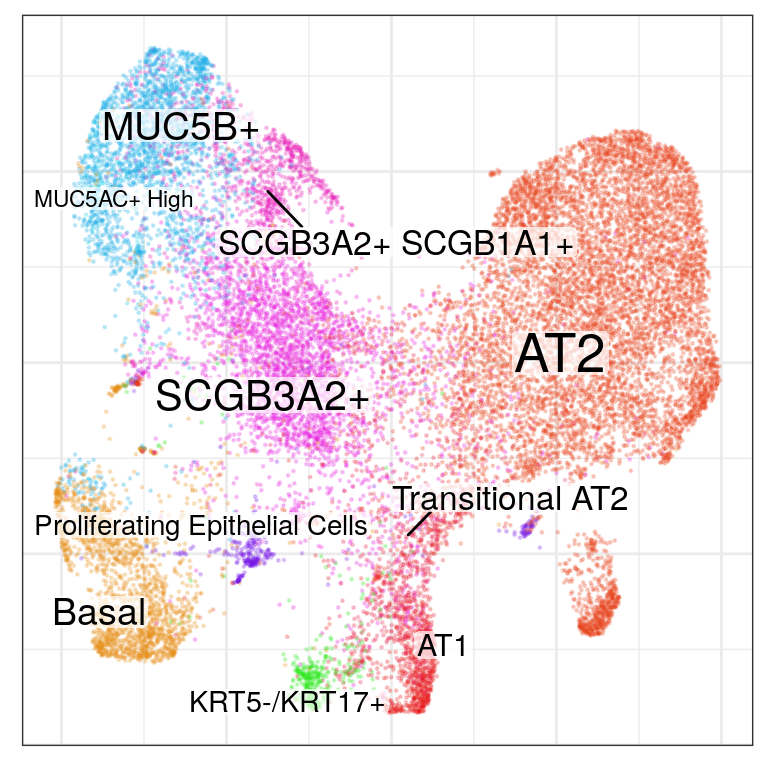 MUC5B+
MUC5AC+ High
SCGB3A2+ SCGB1A1+
AT2
SCGB3A2+
Transitional AT2
Proliferating Epithelial Cells
Basal
AT1
KRT5-/KRT17+